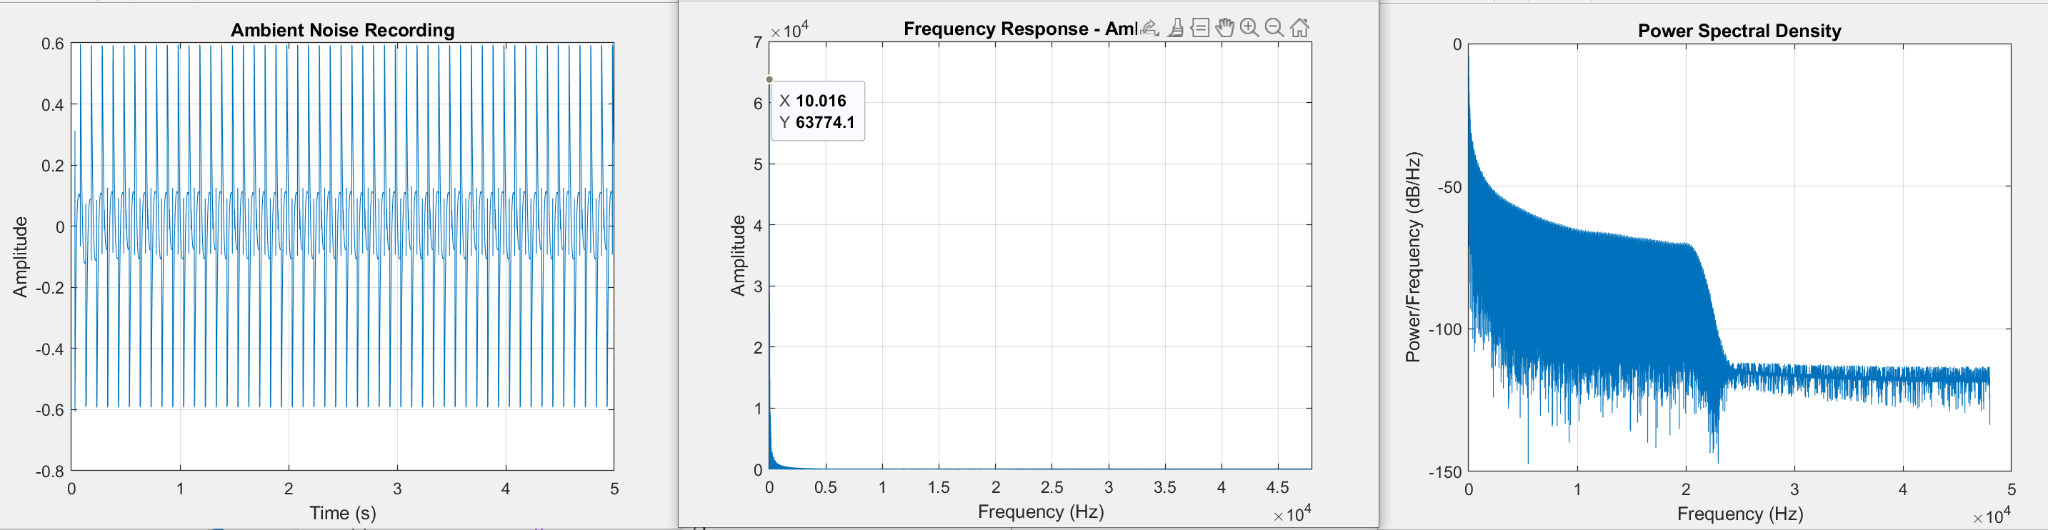 Ambient Noise Recording
0.6
0.4
0.2
0
-0.2
-0.4
-0.6
-0.8
Amplitude
0 1 2 3 4 5
Time (s)
Frequency Response - Aml
×10⁴
7
6
5
4
3
2
1
0
X 10.016
Y 63774.1
Amplitude
0 0.5 1 1.5 2 2.5 3 3.5 4 4.5
Frequency (Hz)
×10⁴
Power Spectral Density
0
-50
-100
-150
Power/Frequency (dB/Hz)
0 1 2 3 4 5
Frequency (Hz)
×10⁴